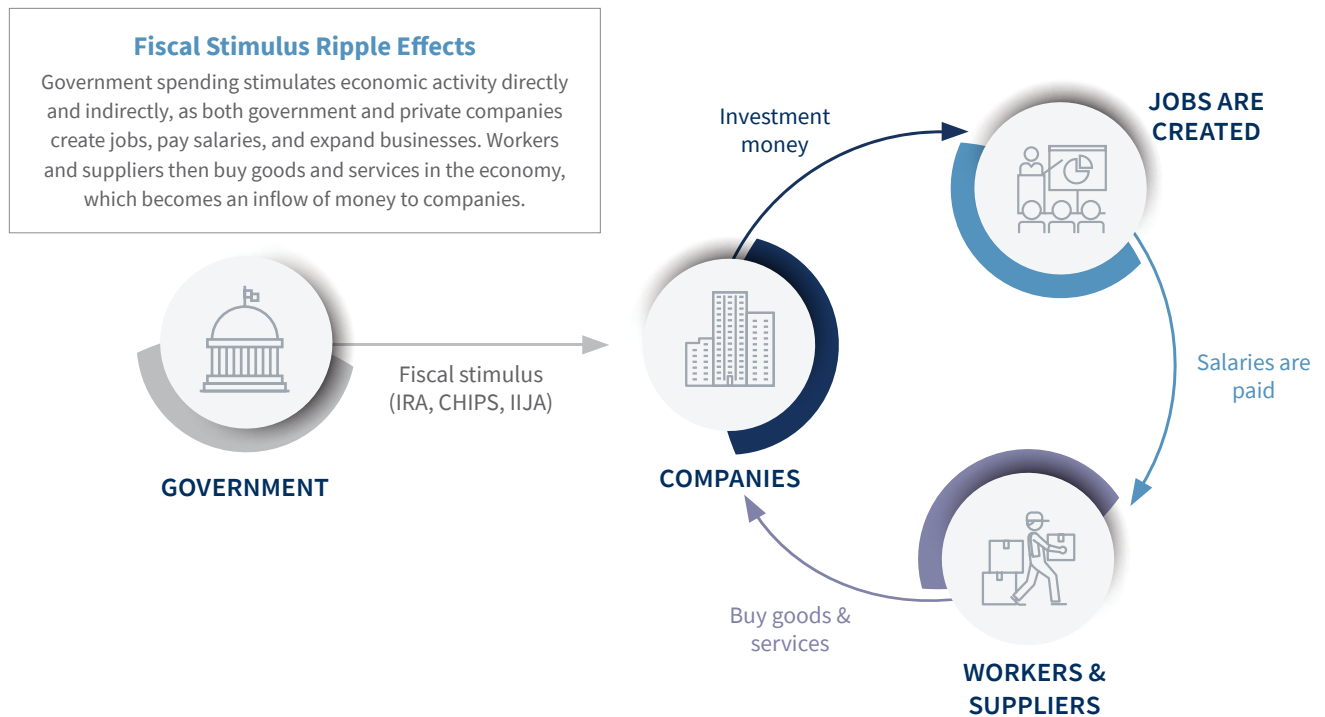 Fiscal Stimulus Ripple Effects
Government spending stimulates economic activity directly
and indirectly, as both government and private companies
create jobs, pay salaries, and expand businesses. Workers
and suppliers then buy goods and services in the economy,
which becomes an inflow of money to companies.
GOVERNMENT
Fiscal stimulus
(IRA, CHIPS, IIJA)
COMPANIES
Investment
money
JOBS ARE
CREATED
Salaries are
paid
WORKERS &
SUPPLIERS
Buy goods &
services